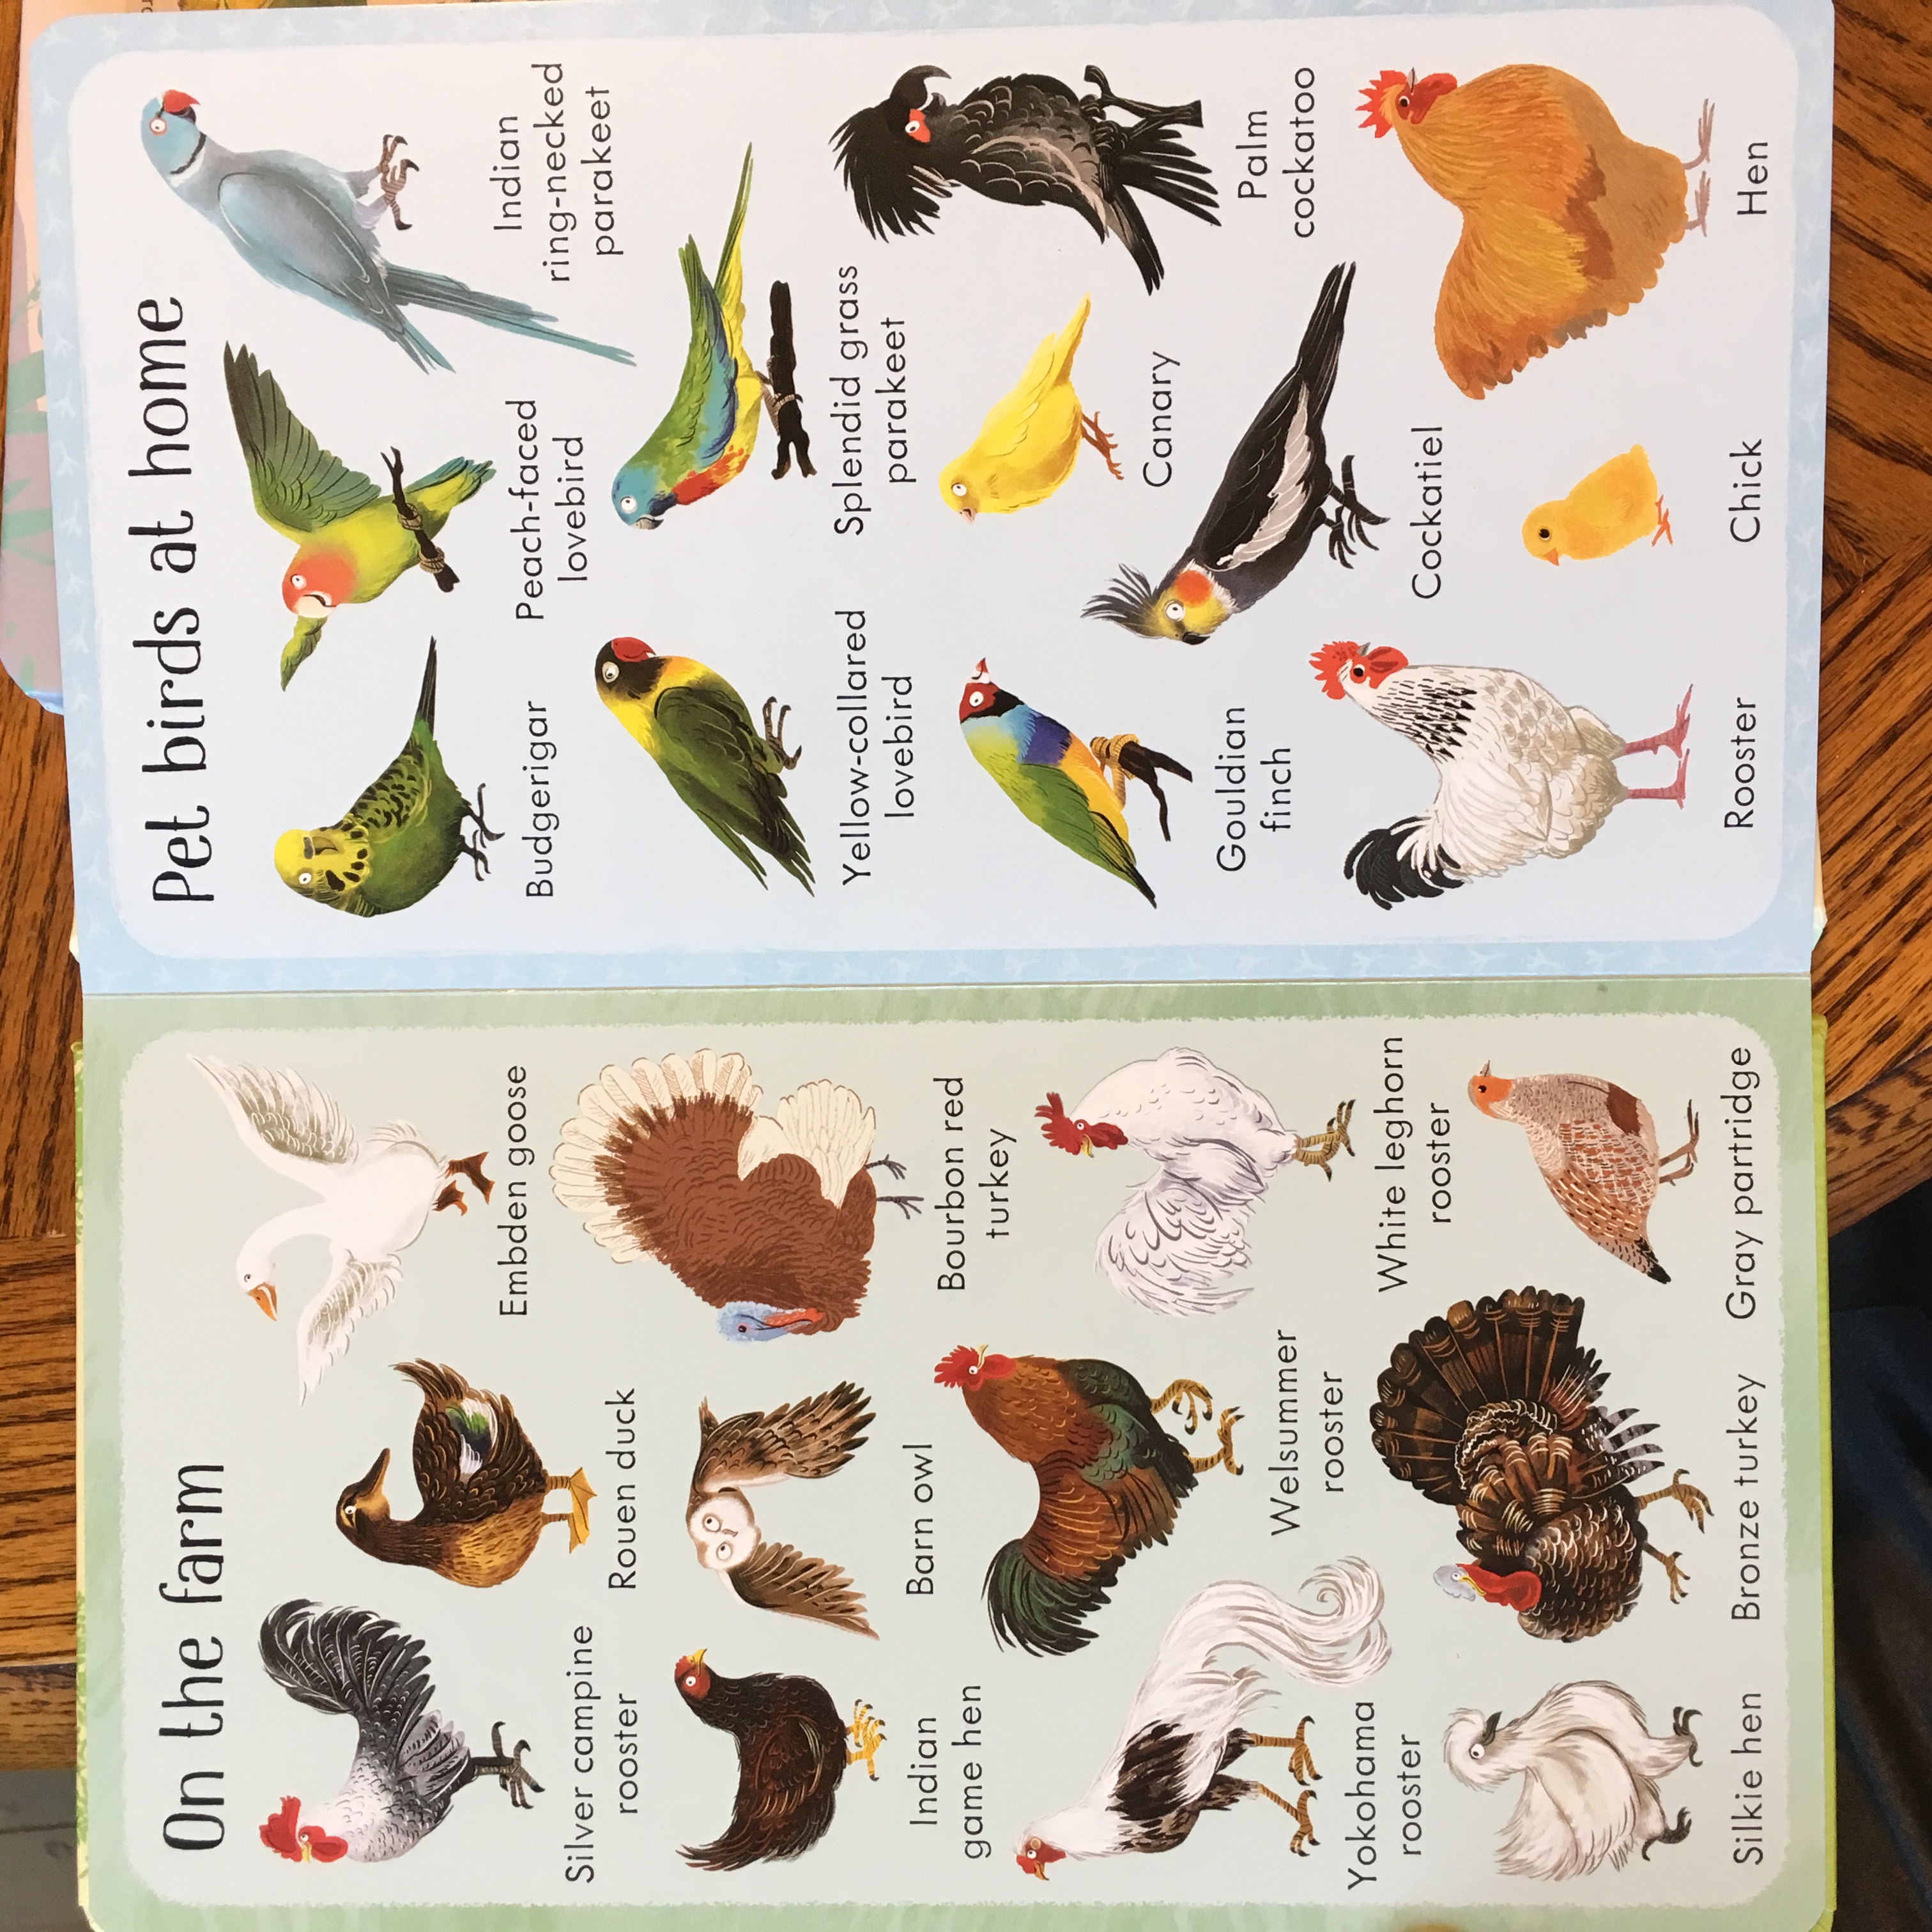 On the farm
Embden goose
Silver campine
rooster
Rouen duck
Indian
game hen
Barn owl
Bourbon red
turkey
Yokohama
rooster
Welsummer
rooster
White leghorn
rooster
Silkie hen
Bronze turkey
Gray partridge
Pet birds at home
Budgerigar
Peach-faced
lovebird
Indian
ring-necked
parakeet
Yellow-collared
lovebird
Splendid grass
parakeet
Gouldian
finch
Canary
Palm
cockatoo
Cockatiel
Rooster
Chick
Hen